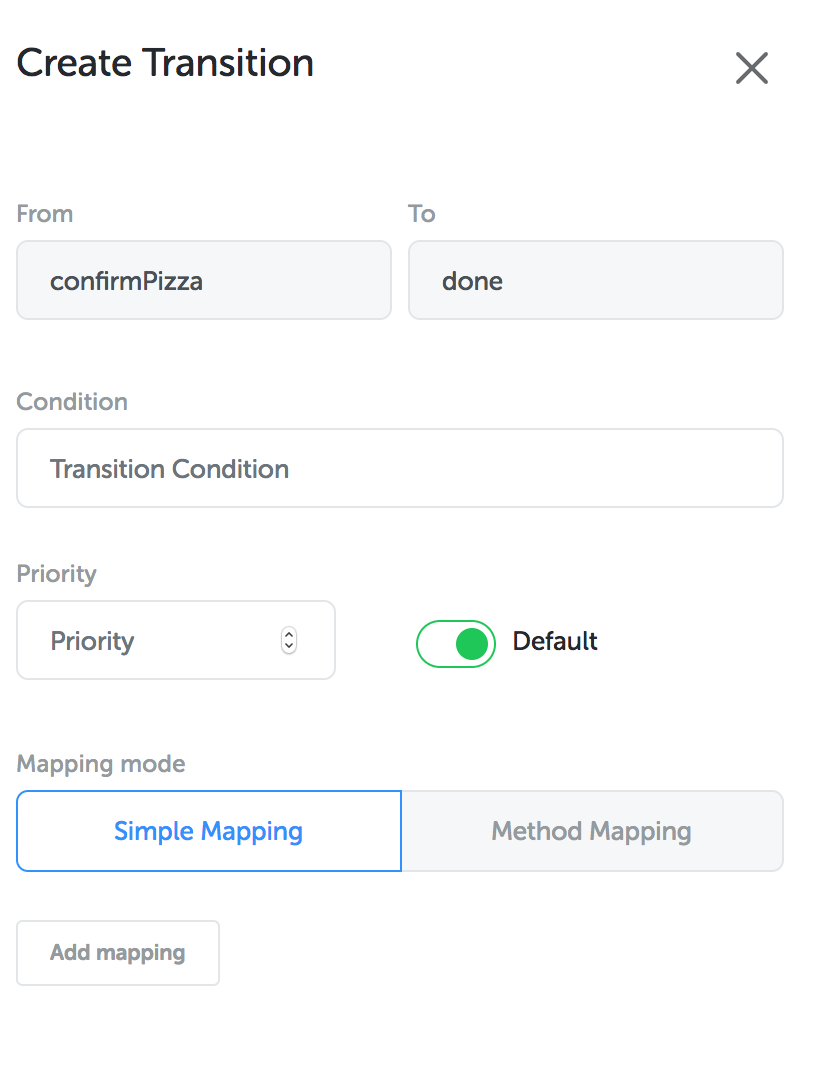 Create Transition
From To
confirmPizza done
Condition
Transition Condition
Priority
Priority Default
Mapping mode
Simple Mapping Method Mapping
Add mapping